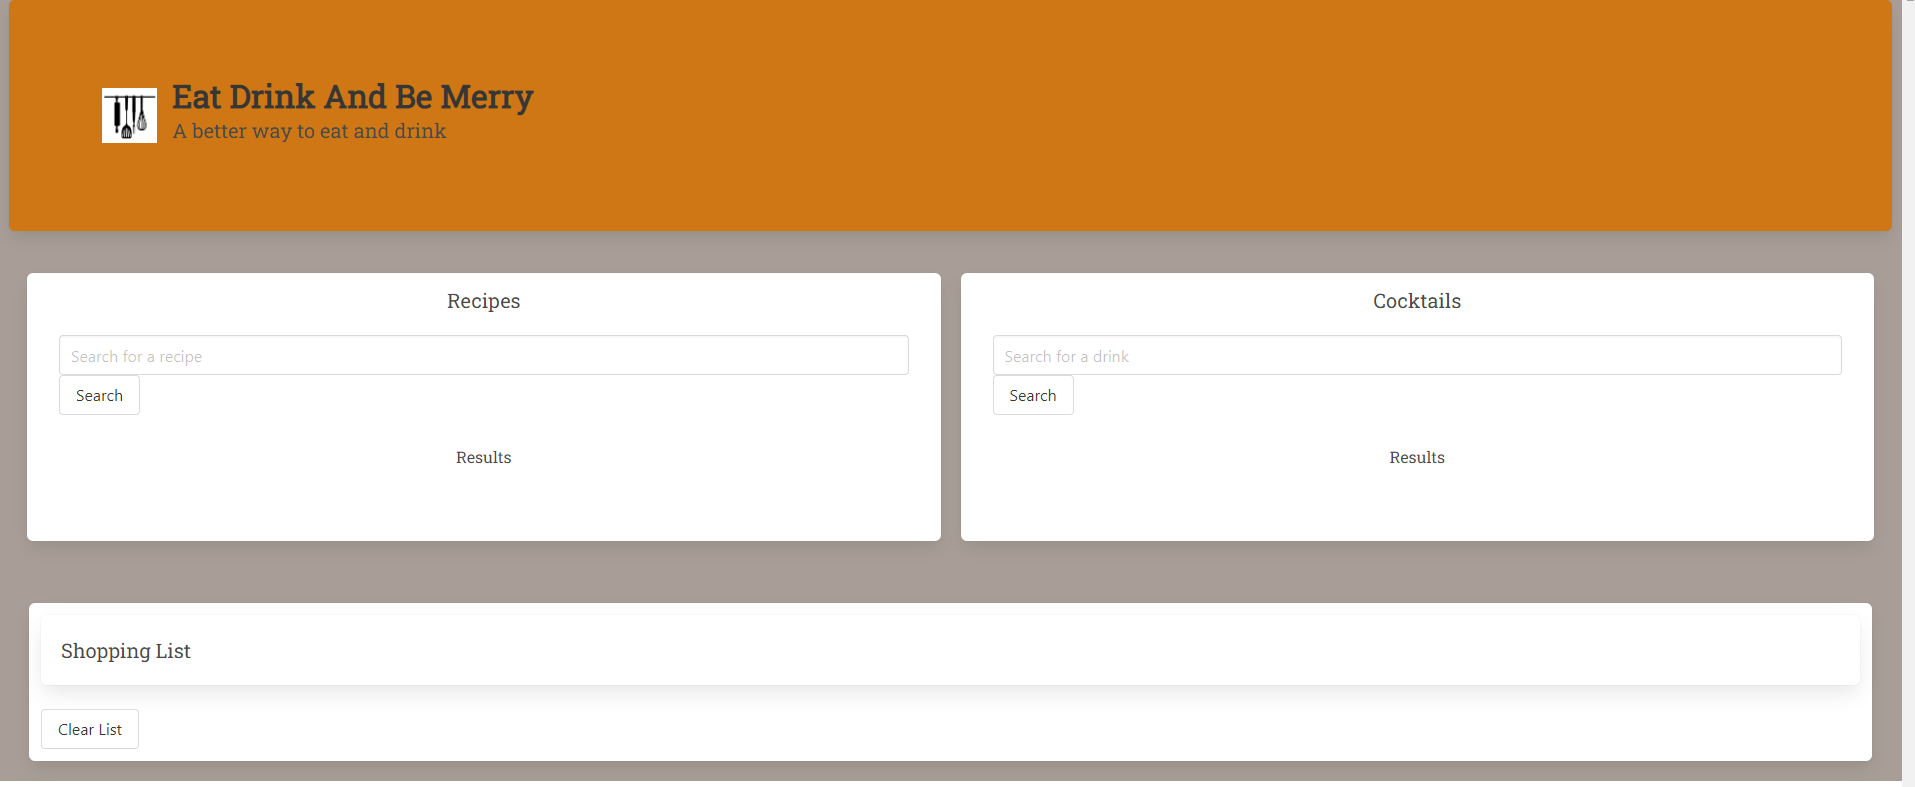 Eat Drink And Be Merry
A better way to eat and drink
Recipes
Search for a recipe
Search
Results
Cocktails
Search for a drink
Search
Results
Shopping List
Clear List